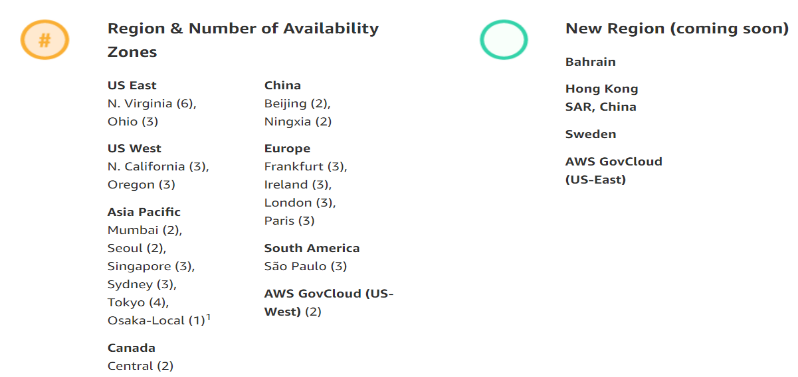 #
Region & Number of Availability
Zones
US East
N. Virginia (6),
Ohio (3)
US West
N. California (3),
Oregon (3)
Asia Pacific
Mumbai (2),
Seoul (2),
Singapore (3),
Sydney (3),
Tokyo (4),
Osaka-Local (1)¹
Canada
Central (2)
China
Beijing (2),
Ningxia (2)
Europe
Frankfurt (3),
Ireland (3),
London (3),
Paris (3)
South America
São Paulo (3)
AWS GovCloud (US-
West) (2)
New Region (coming soon)
Bahrain
Hong Kong
SAR, China
Sweden
AWS GovCloud
(US-East)